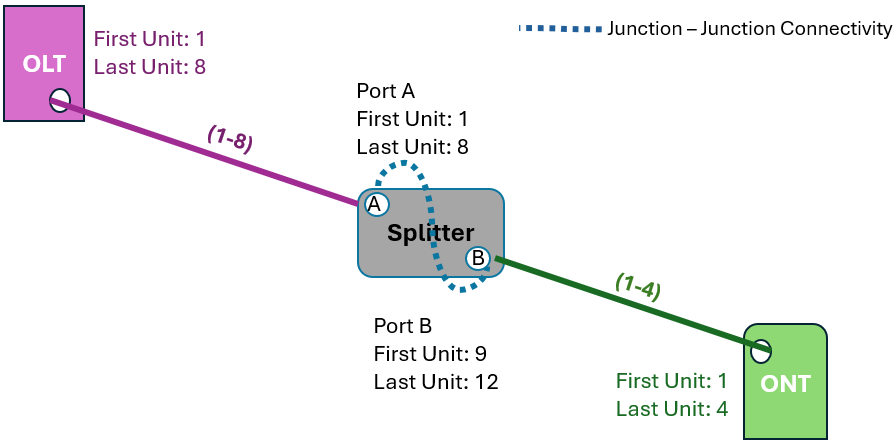 Junction – Junction Connectivity
OLT
First Unit: 1
Last Unit: 8
(1-8)
Port A
First Unit: 1
Last Unit: 8
A
Splitter
B
(1-4)
Port B
First Unit: 9
Last Unit: 12
First Unit: 1
Last Unit: 4
ONT